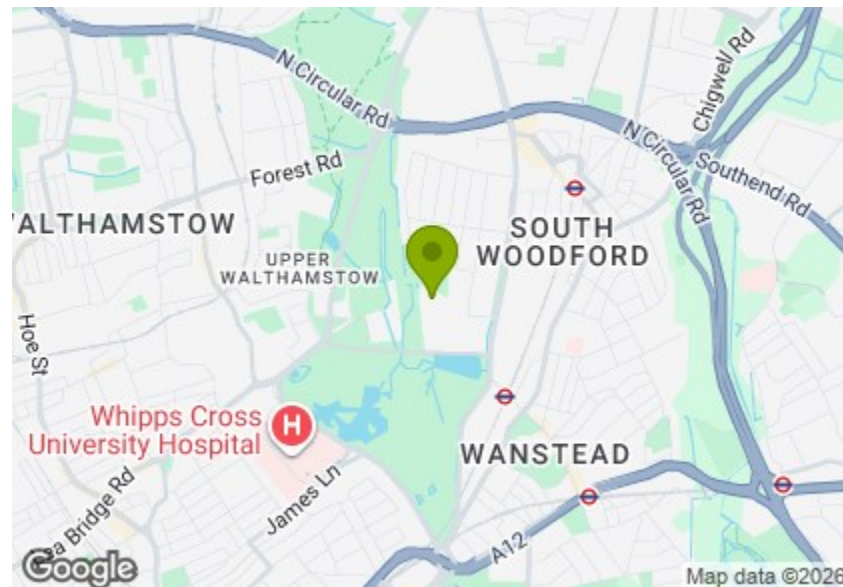 N Circular Rd
Chigwell Rd
Forest Rd
N Circular Rd
Southend Rd
ALTHAMSTOW
SOUTH
WOODFORD
UPPER
WALTHAMSTOW
Hoe St
Whipps Cross
University Hospital
H
WANSTEAD
James Ln
ea Bridge Rd
A12
Google
Map data ©2026